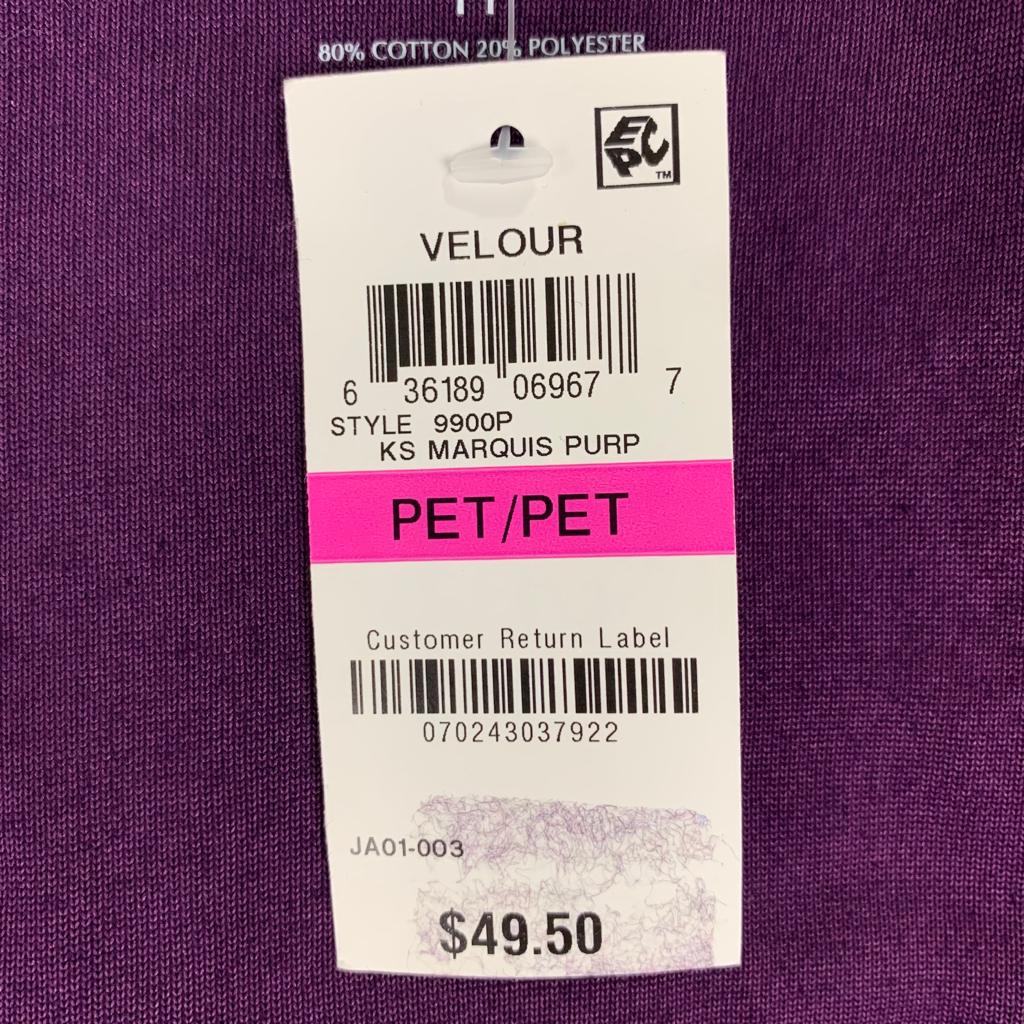 80% COTTON 20% POLYESTER
EPC
TM
VELOUR
6 36189 06967 7
STYLE 9900P
KS MARQUIS PURP
PET/PET
Customer Return Label
070243037922
JA01-003
$49.50